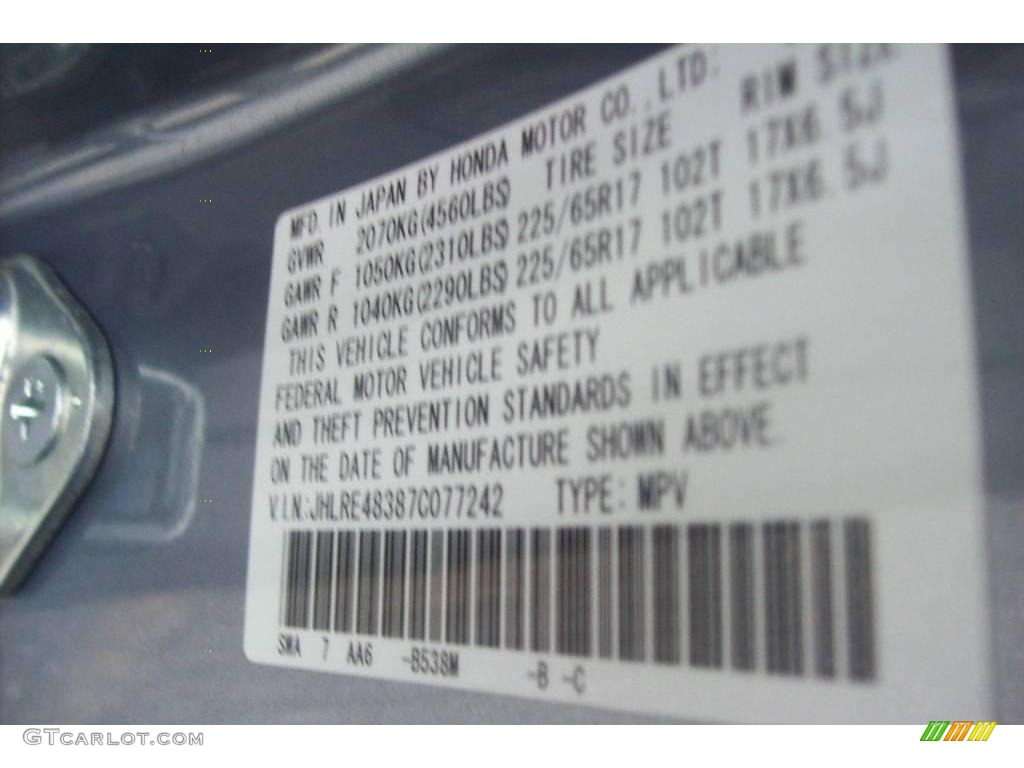 MFD. IN JAPAN BY HONDA MOTOR CO., LTD.
TIRE SIZE RIM SIZE
GVWR 2070KG(4560LBS)
GAWR F 1050KG(2310LBS) 225/65R17 102T 17X6.5J
GAWR R 1040KG(2290LBS) 225/65R17 102T 17X6.5J
THIS VEHICLE CONFORMS TO ALL APPLICABLE
FEDERAL MOTOR VEHICLE SAFETY
AND THEFT PREVENTION STANDARDS IN EFFECT
ON THE DATE OF MANUFACTURE SHOWN ABOVE.
V.I.N:JHLRE48387C077242 TYPE: MPV
SWA 7 AA6 -B538M -B -C
GTCARLOT.COM